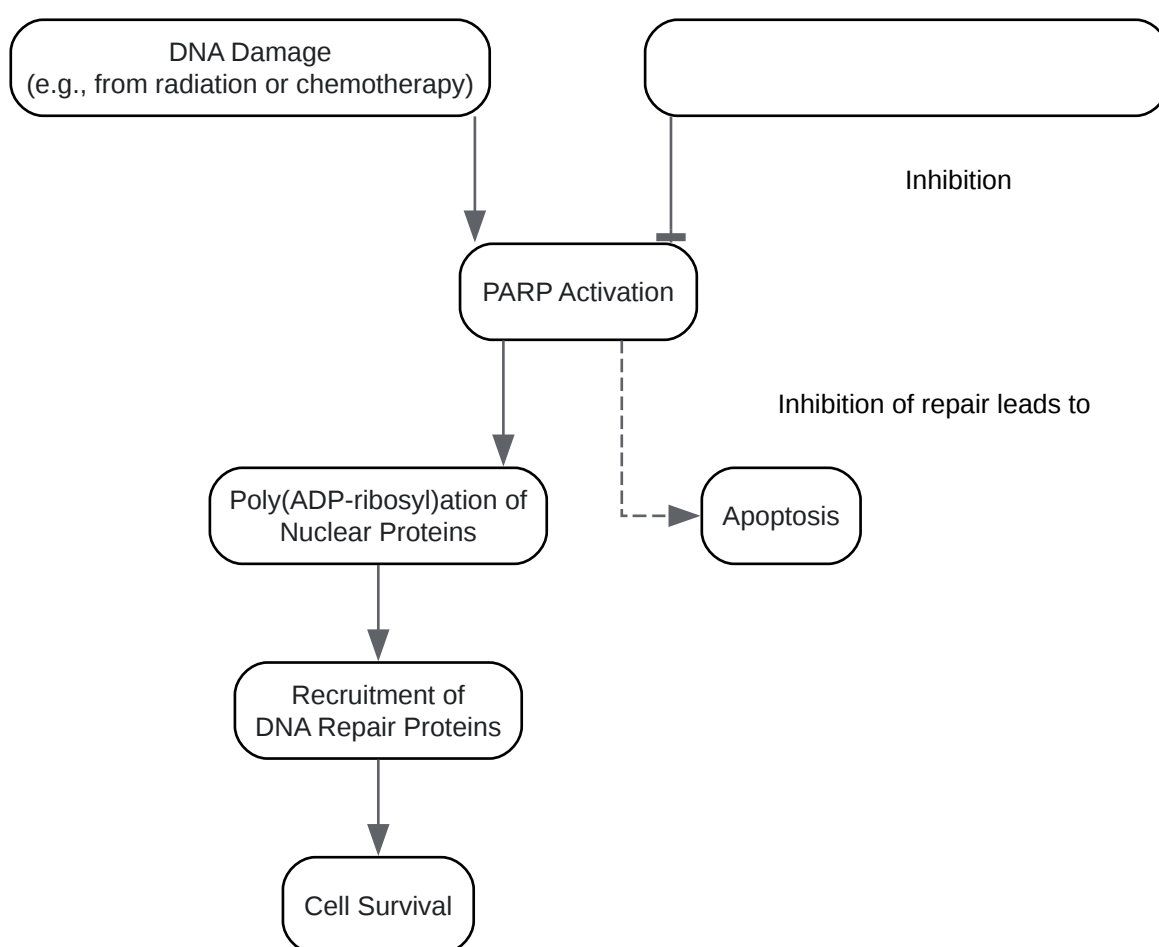 DNA Damage
(e.g., from radiation or chemotherapy)
Inhibition
PARP Activation
Inhibition of repair leads to
Poly(ADP-ribosyl)ation of
Nuclear Proteins
Apoptosis
Recruitment of
DNA Repair Proteins
Cell Survival